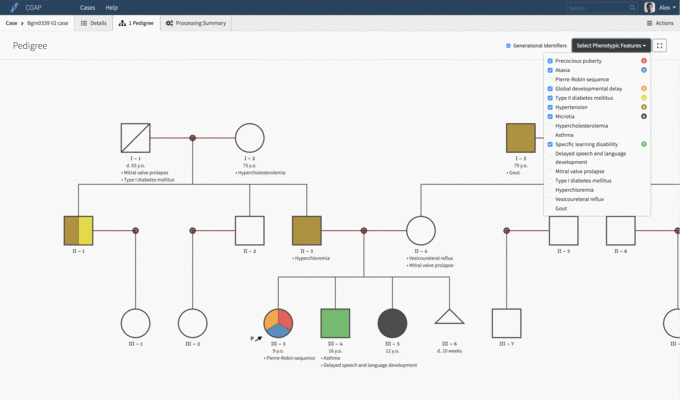 CGAP
Cases
Help
Search
Alex
Case > Bgm0339 V2 case
Details
1 Pedigree
Processing Summary
Actions
Pedigree
Generational Identifiers
Select Phenotypic Features
Precocious puberty
Ataxia
Pierre-Robin sequence
Global developmental delay
Type II diabetes mellitus
Hypertension
Microtia
Hypercholesterolemia
Asthma
Specific learning disability
Delayed speech and language
development
Mitral valve prolapse
Type I diabetes mellitus
Hyperchloremia
Vesicoureteral reflux
Gout
I - 1
d. 55 y.o.
• Mitral valve prolapse
• Type I diabetes mellitus
I - 2
75 y.o.
• Hypercholesterolemia
I - 3
79 y.o.
• Gout
II - 1
II - 2
II - 3
• Hyperchloremia
II - 4
• Vesicoureteral reflux
• Mitral valve prolapse
II - 5
II - 6
III - 1
III - 2
P
III - 3
9 y.o.
• Pierre-Robin sequence
III - 4
16 y.o.
• Asthma
• Delayed speech and language development
III - 5
12 y.o.
III - 6
d. 10 weeks
III - 7
III -